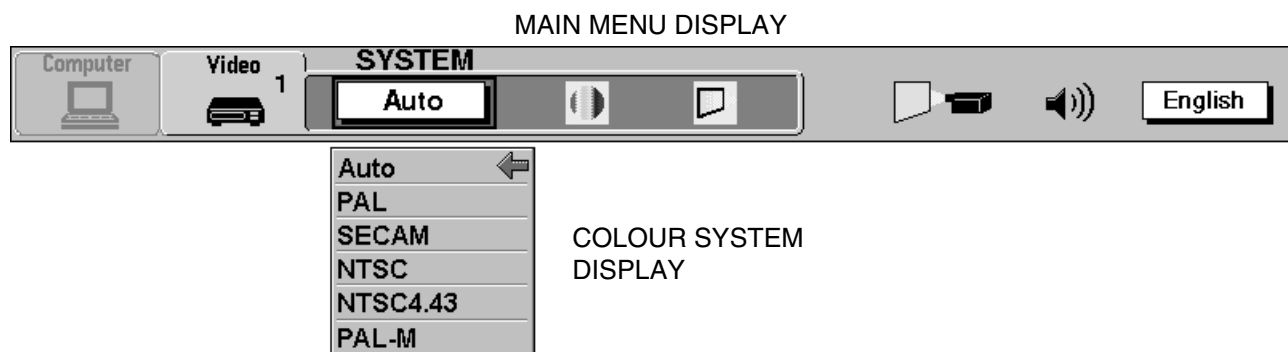 MAIN MENU DISPLAY
Computer
Video
1
SYSTEM
Auto
English
Auto
PAL
SECAM
NTSC
NTSC4.43
PAL-M
COLOUR SYSTEM
DISPLAY